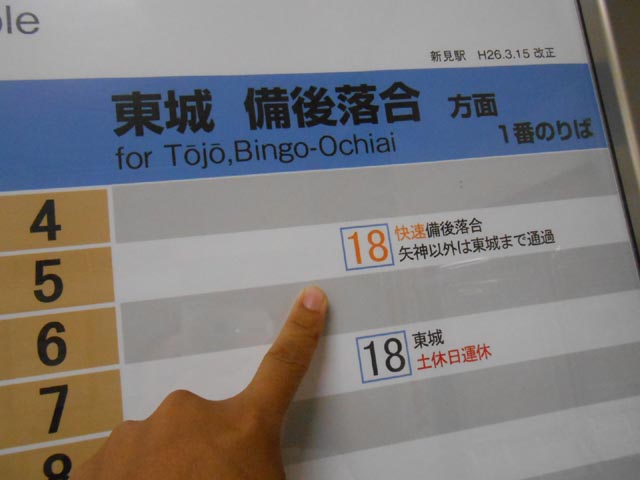 ble
新見駅 H26.3.15 改正
東城 備後落合 方面
for Tōjō,Bingo-Ochiai
1番のりば
4
5
18 快速備後落合
矢神以外は東城まで通過
6
7
18 東城
土休日運休
8